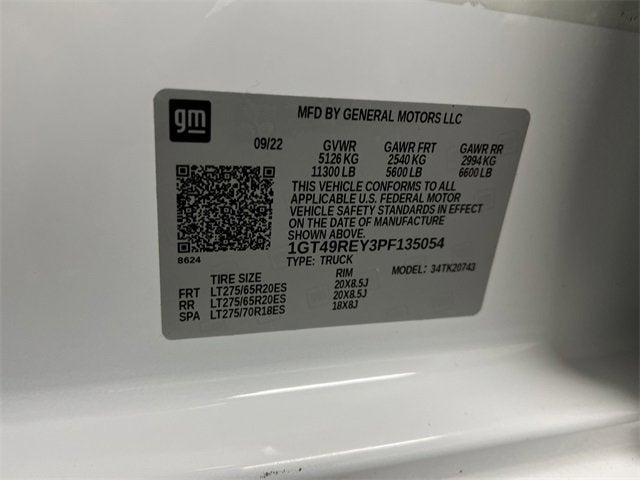 gm
MFD BY GENERAL MOTORS LLC
09/22 GVWR GAWR FRT GAWR RR
5126 KG 2540 KG 2994 KG
11300 LB 5600 LB 6600 LB
THIS VEHICLE CONFORMS TO ALL
APPLICABLE U.S. FEDERAL MOTOR
VEHICLE SAFETY STANDARDS IN EFFECT
ON THE DATE OF MANUFACTURE
SHOWN ABOVE.
8624
1GT49REY3PF135054
TYPE: TRUCK MODEL: 34TK20743
TIRE SIZE RIM
FRT LT275/65R20ES 20X8.5J
RR LT275/65R20ES 20X8.5J
SPA LT275/70R18ES 18X8J